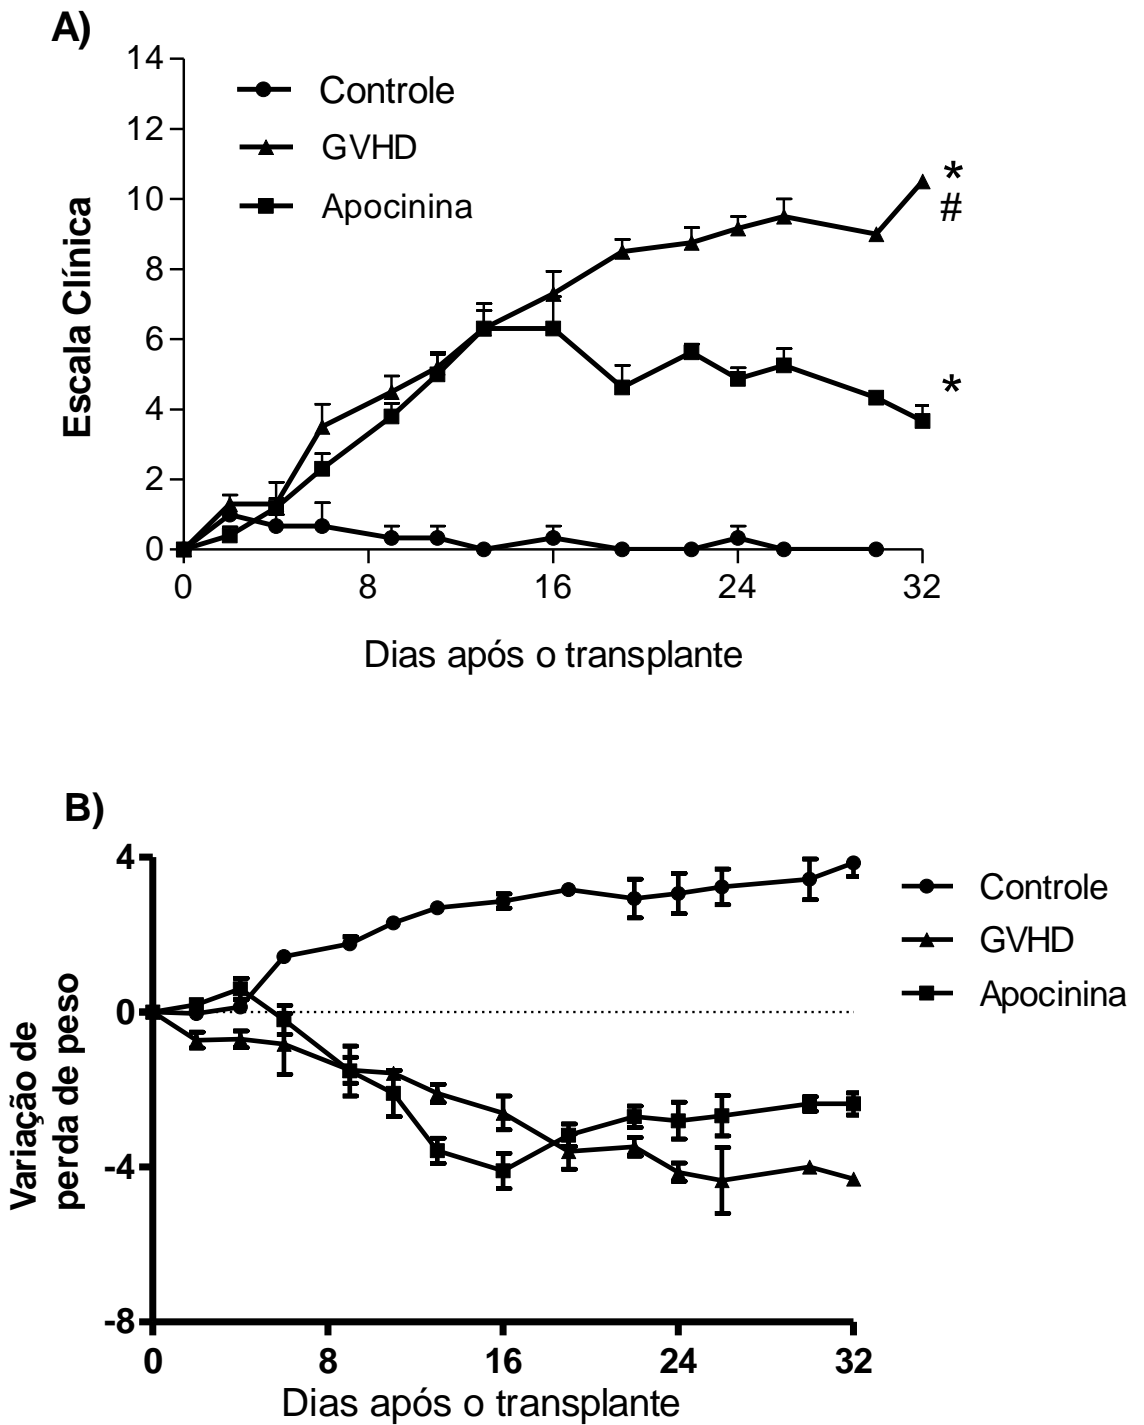 A)
14
12
10
8
6
4
2
0
Escala Clínica
Controle
GVHD
Apocinina
*
#
*
0 8 16 24 32
Dias após o transplante
B)
4
0
-4
-8
Variação de
perda de peso
Controle
GVHD
Apocinina
0 8 16 24 32
Dias após o transplante